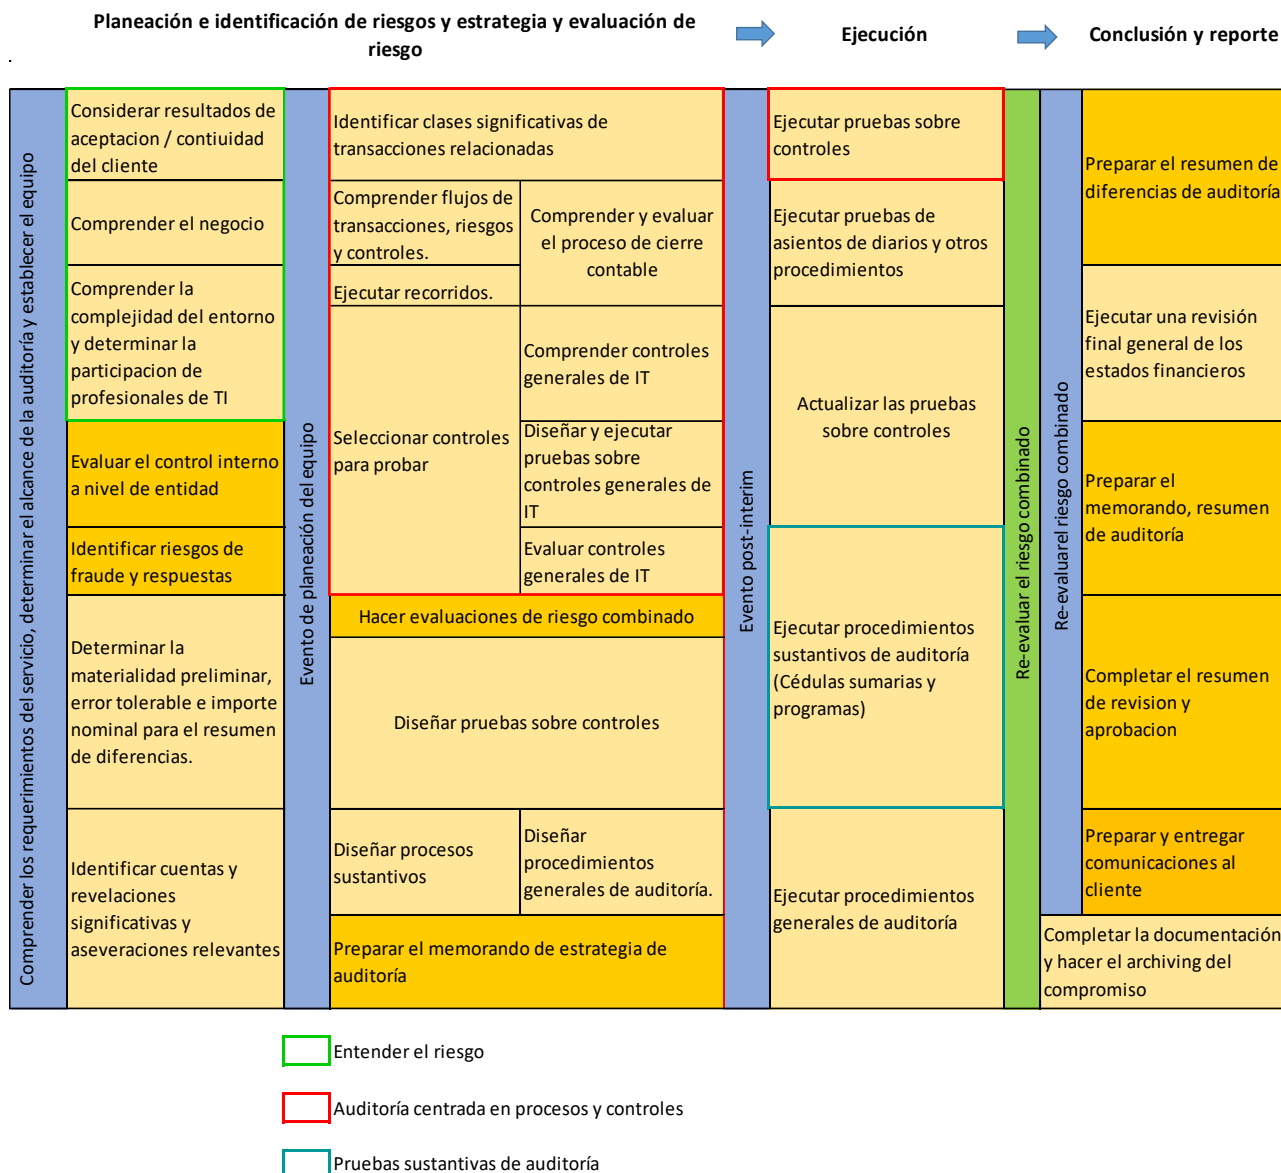 Planeación e identificación de riesgos y estrategia y evaluación de
riesgo
Ejecución
Conclusión y reporte
.
Comprender los requerimientos del servicio, determinar el alcance de la auditoría y establecer el equipo
Considerar resultados de
aceptacion / contiuidad
del cliente
Comprender el negocio
Comprender la
complejidad del entorno
y determinar la
participacion de
profesionales de TI
Evaluar el control interno
a nivel de entidad
Identificar riesgos de
fraude y respuestas
Determinar la
materialidad preliminar,
error tolerable e importe
nominal para el resumen
de diferencias.
Identificar cuentas y
revelaciones
significativas y
aseveraciones relevantes
Evento de planeación del equipo
Identificar clases significativas de
transacciones relacionadas
Comprender flujos de
transacciones, riesgos
y controles.
Ejecutar recorridos.
Comprender y evaluar
el proceso de cierre
contable
Seleccionar controles
para probar
Comprender controles
generales de IT
Diseñar y ejecutar
pruebas sobre
controles generales de
IT
Evaluar controles
generales de IT
Hacer evaluaciones de riesgo combinado
Diseñar pruebas sobre controles
Diseñar procesos
sustantivos
Diseñar
procedimientos
generales de auditoría.
Preparar el memorando de estrategia de
auditoría
Evento post-interim
Ejecutar pruebas sobre
controles
Ejecutar pruebas de
asientos de diarios y otros
procedimientos
Actualizar las pruebas
sobre controles
Ejecutar procedimientos
sustantivos de auditoría
(Cédulas sumarias y
programas)
Ejecutar procedimientos
generales de auditoría
Re-evaluar el riesgo combinado
Re-evaluarel riesgo combinado
Preparar el resumen de
diferencias de auditoría
Ejecutar una revisión
final general de los
estados financieros
Preparar el
memorando, resumen
de auditoría
Completar el resumen
de revision y
aprobacion
Preparar y entregar
comunicaciones al
cliente
Completar la documentación
y hacer el archiving del
compromiso
Entender el riesgo
Auditoría centrada en procesos y controles
Pruebas sustantivas de auditoría